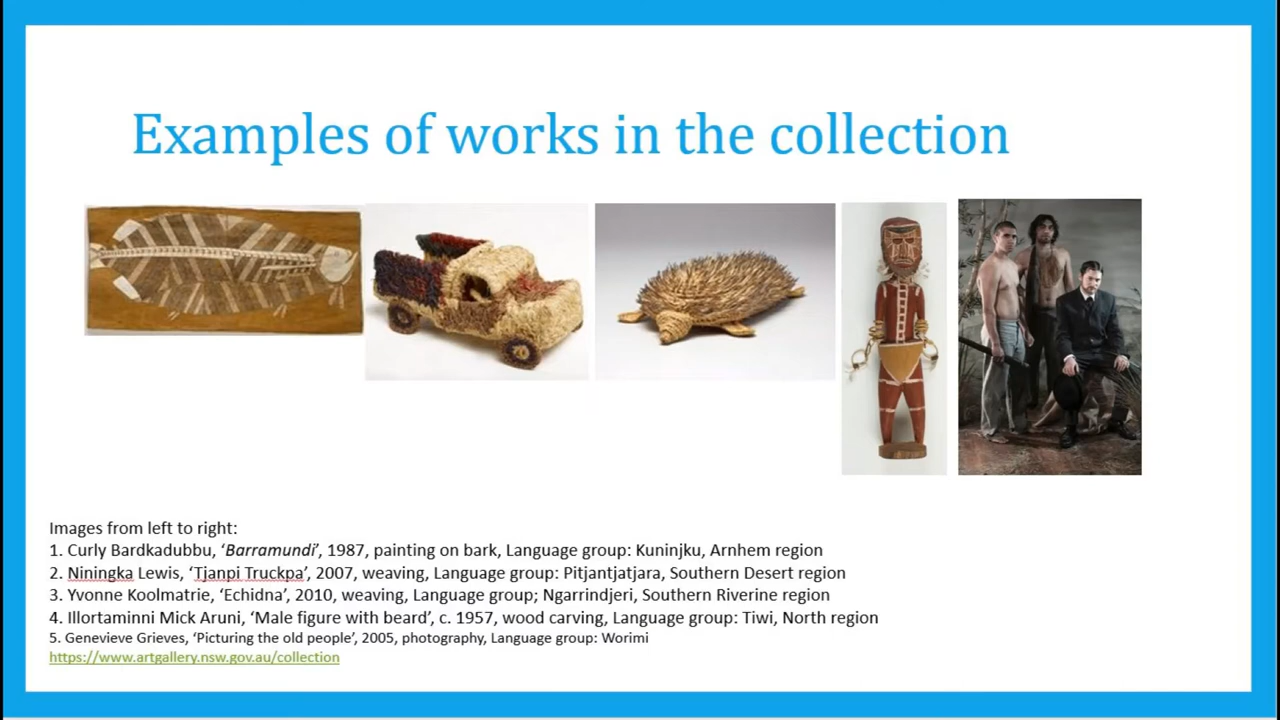 Examples of works in the collection
Images from left to right:
1. Curly Bardkadubbu, ‘Barramundi’, 1987, painting on bark, Language group: Kuninjku, Arnhem region
2. Niningka Lewis, ‘Tjanpi Truckpa’, 2007, weaving, Language group: Pitjantjatjara, Southern Desert region
3. Yvonne Koolmatrie, ‘Echidna’, 2010, weaving, Language group; Ngarrindjeri, Southern Riverine region
4. Illortaminni Mick Aruni, ‘Male figure with beard’, c. 1957, wood carving, Language group: Tiwi, North region
5. Genevieve Grieves, ‘Picturing the old people’, 2005, photography, Language group: Worimi
https://www.artgallery.nsw.gov.au/collection